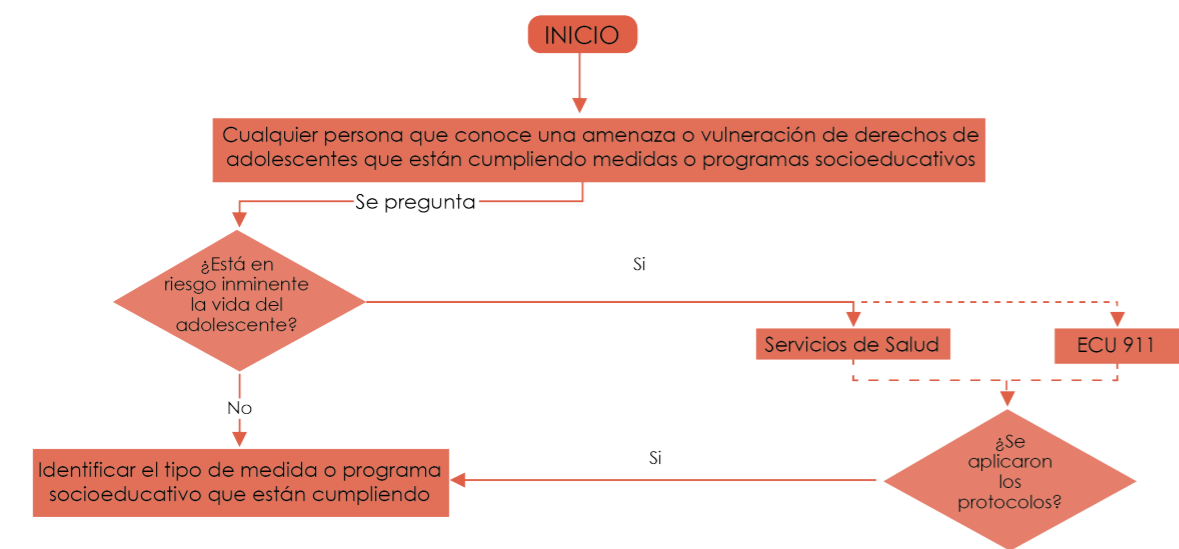 INICIO
Cualquier persona que conoce una amenaza o vulneración de derechos de
adolescentes que están cumpliendo medidas o programas socioeducativos
Se pregunta
¿Está en
riesgo inminente
la vida del
adolescente?
Si
Servicios de Salud
ECU 911
No
¿Se
aplicaron
los
protocolos?
Si
Identificar el tipo de medida o programa
socioeducativo que están cumpliendo